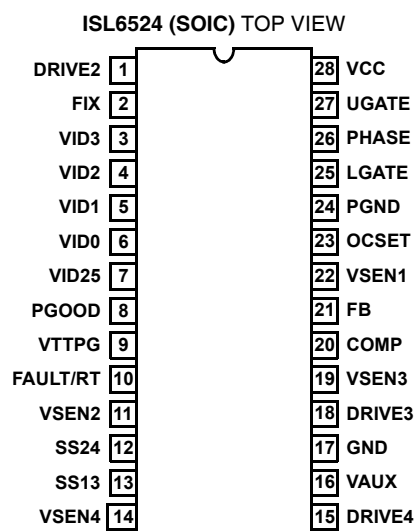 ISL6524 (SOIC) TOP VIEW
DRIVE2 1 28 VCC
FIX 2 27 UGATE
VID3 3 26 PHASE
VID2 4 25 LGATE
VID1 5 24 PGND
VID0 6 23 OCSET
VID25 7 22 VSEN1
PGOOD 8 21 FB
VTTPG 9 20 COMP
FAULT/RT 10 19 VSEN3
VSEN2 11 18 DRIVE3
SS24 12 17 GND
SS13 13 16 VAUX
VSEN4 14 15 DRIVE4